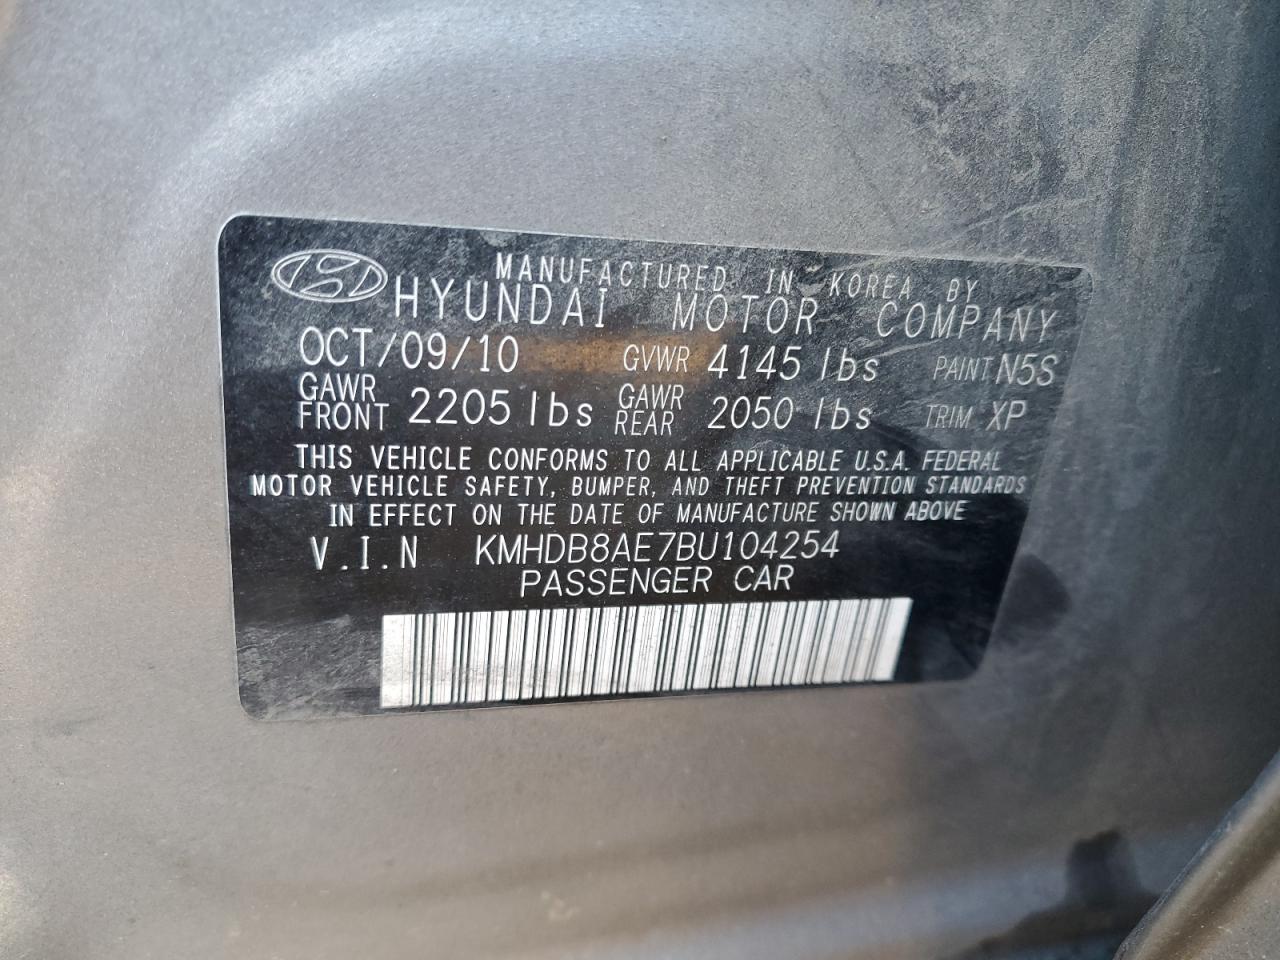 MANUFACTURED IN KOREA BY
HYUNDAI MOTOR COMPANY
OCT/09/10 GVWR 4145 lbs PAINT N5S
GAWR FRONT 2205 lbs GAWR REAR 2050 lbs TRIM XP
THIS VEHICLE CONFORMS TO ALL APPLICABLE U.S.A. FEDERAL
MOTOR VEHICLE SAFETY, BUMPER, AND THEFT PREVENTION STANDARDS
IN EFFECT ON THE DATE OF MANUFACTURE SHOWN ABOVE
V.I.N KMHDB8AE7BU104254
PASSENGER CAR